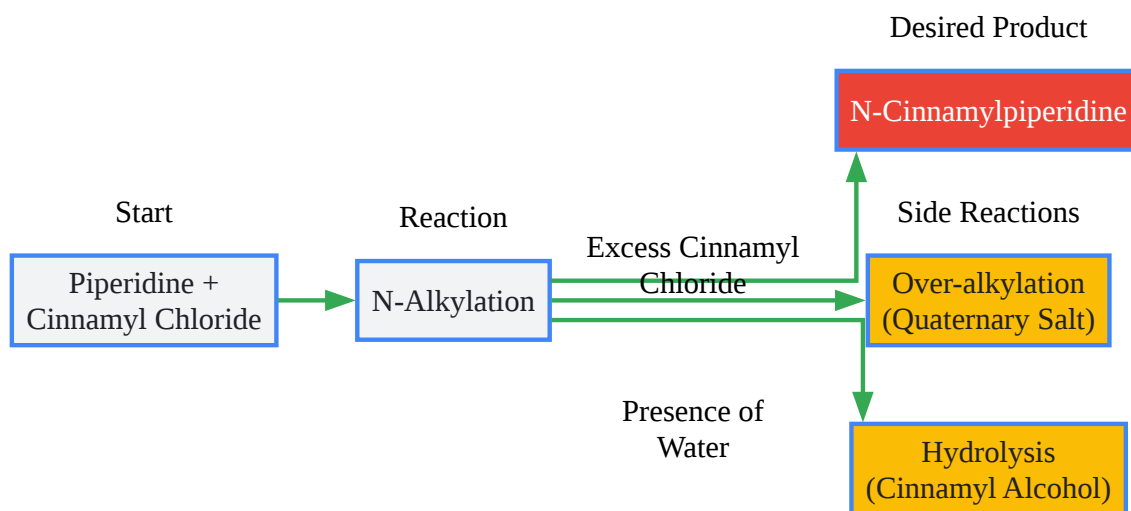 Desired Product
N-Cinnamylpiperidine
Start
Reaction
Side Reactions
Piperidine +
Cinnamyl Chloride
N-Alkylation
Excess Cinnamyl
Chloride
Over-alkylation
(Quaternary Salt)
Presence of
Water
Hydrolysis
(Cinnamyl Alcohol)